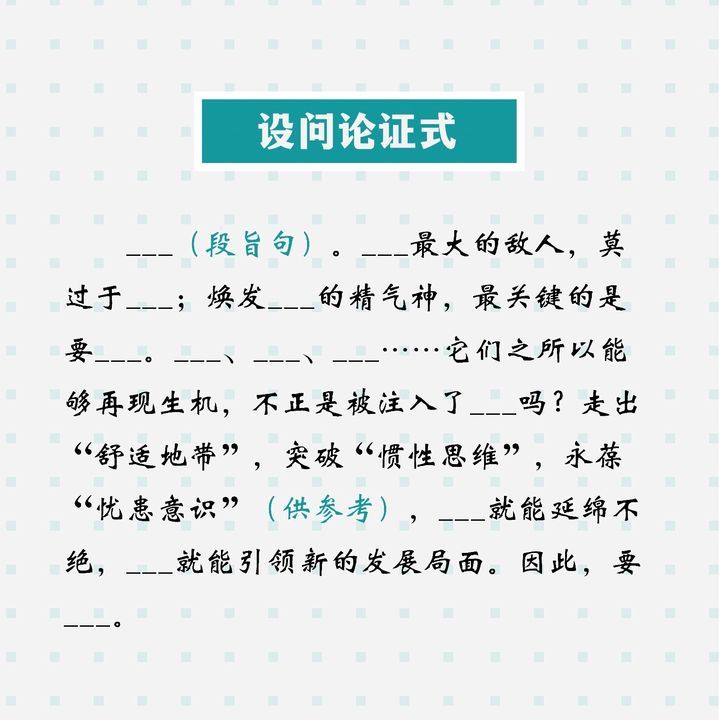 设问论证式
___（段旨句）。___最大的敌人，莫
过于___；焕发___的精气神，最关键的是
要___。___、___、___……它们之所以能
够再现生机，不正是被注入了___吗？走出
“舒适地带”，突破“惯性思维”，永葆
“忧患意识”（供参考），___就能延绵不
绝，___就能引领新的发展局面。因此，要
___。